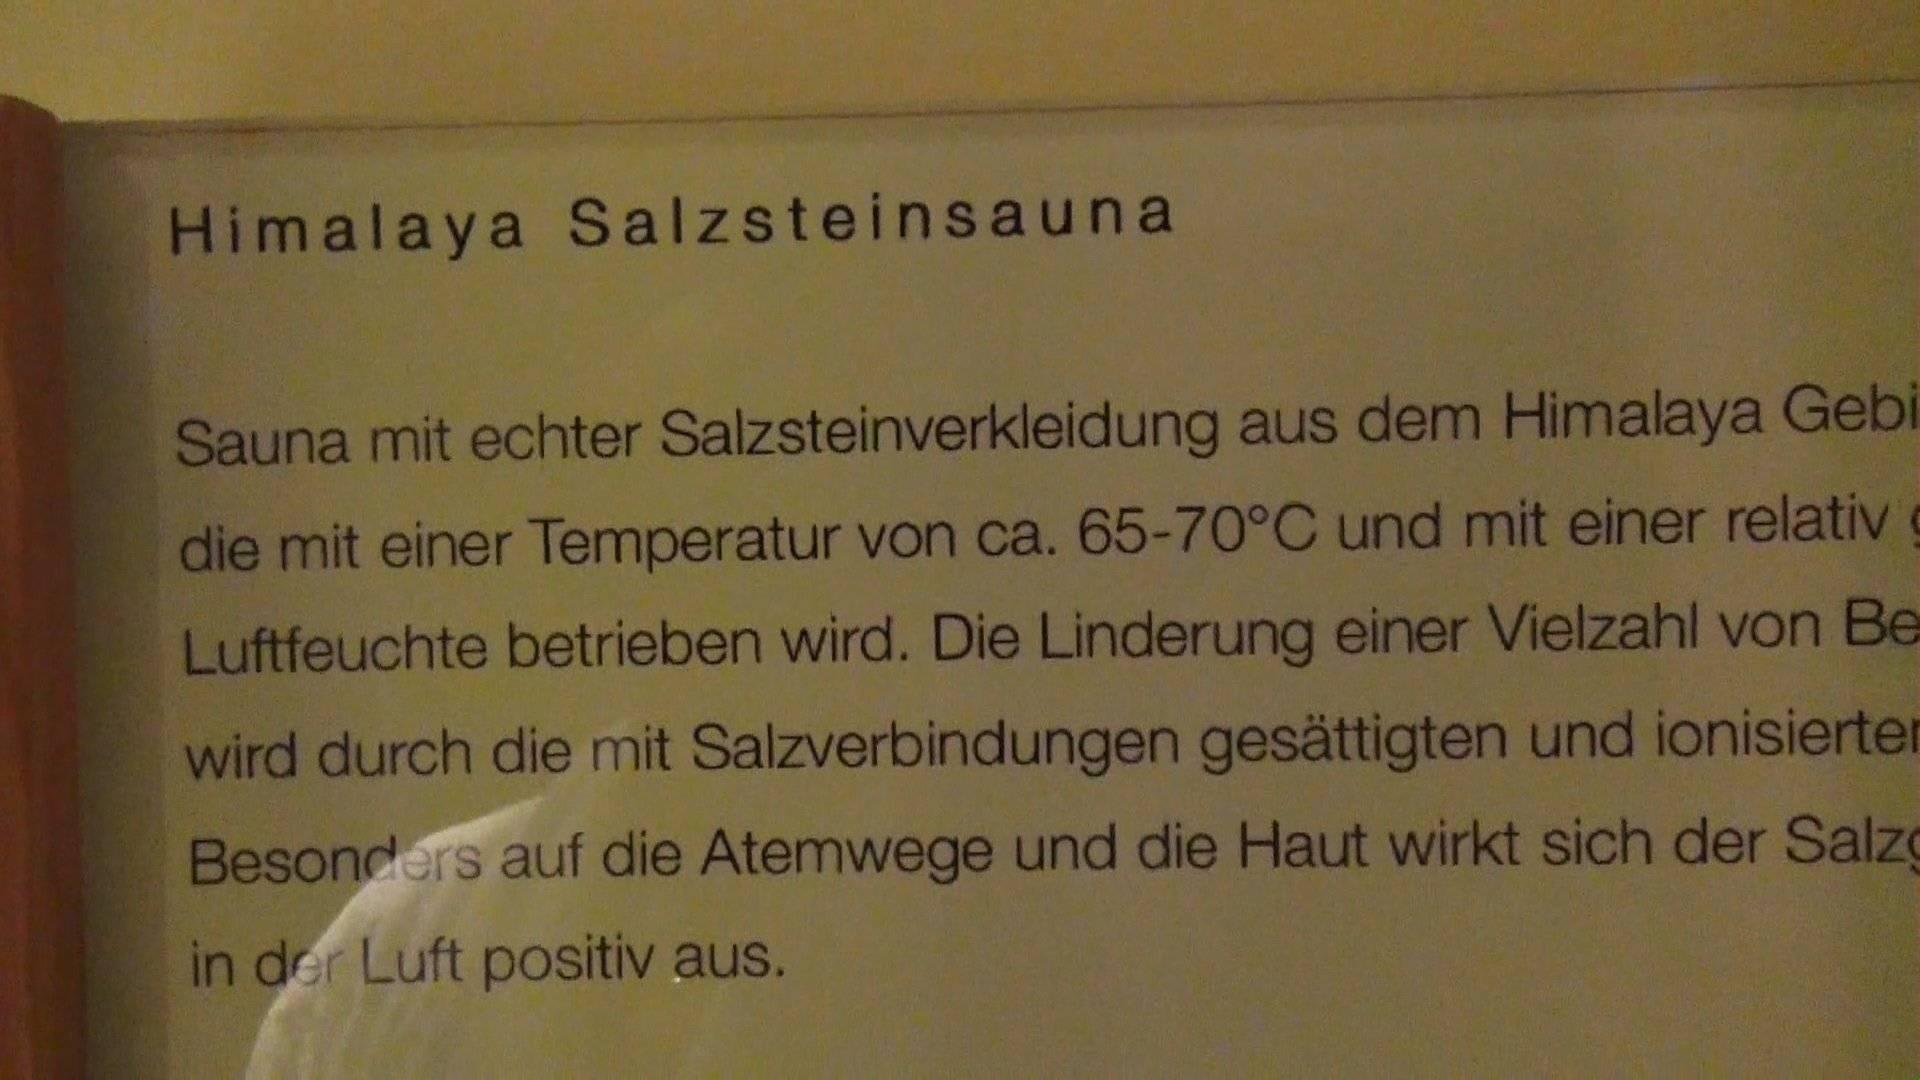 Himalaya Salzsteinsauna
Sauna mit echter Salzsteinverkleidung aus dem Himalaya Gebi
die mit einer Temperatur von ca. 65-70°C und mit einer relativ
Luftfeuchte betrieben wird. Die Linderung einer Vielzahl von Be
wird durch die mit Salzverbindungen gesättigten und ionisierter
Besonders auf die Atemwege und die Haut wirkt sich der Salzg
in der Luft positiv aus.